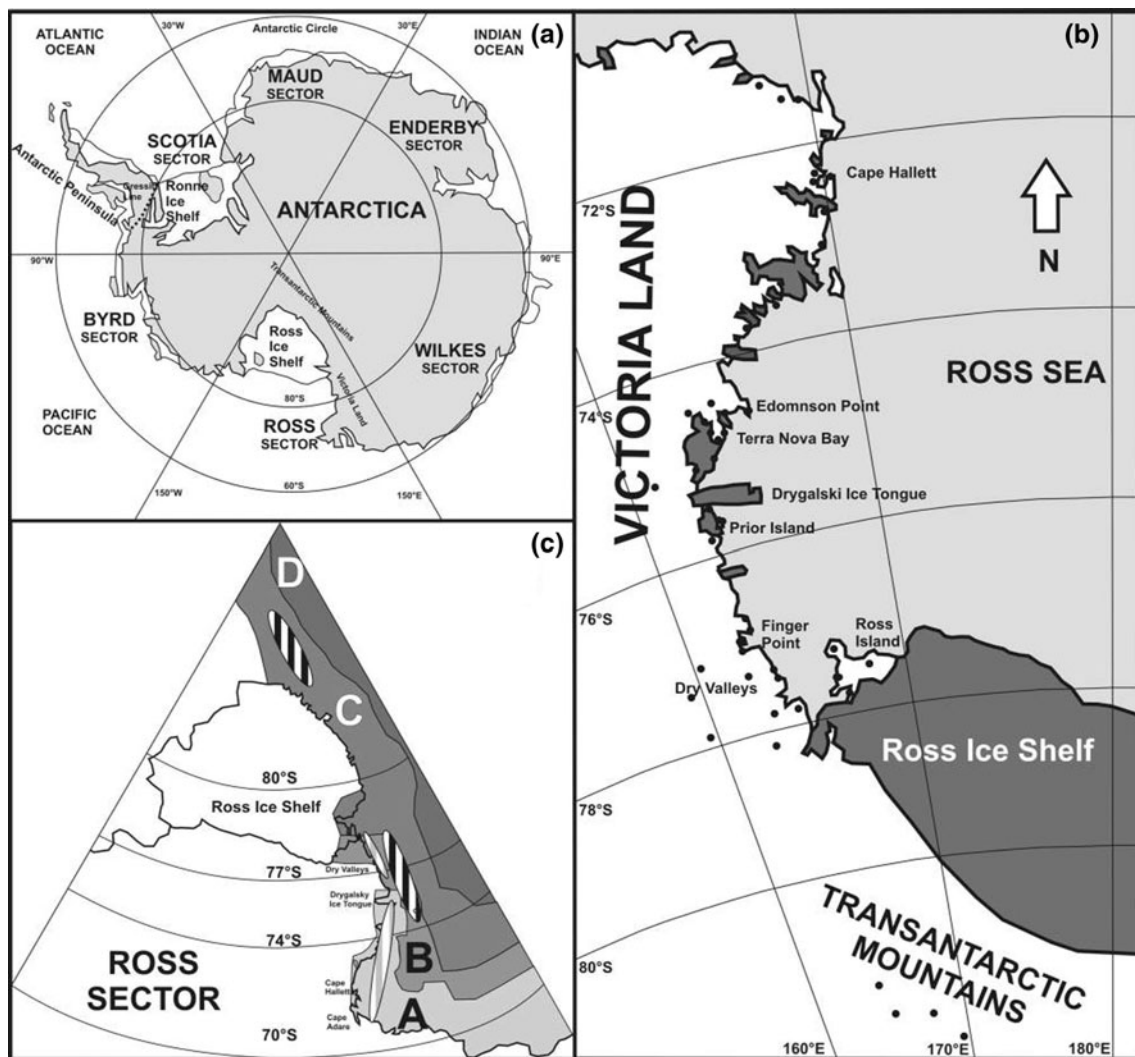 (a)
ATLANTIC
OCEAN
30°W
Antarctic Circle
30°E
INDIAN
OCEAN
MAUD
SECTOR
SCOTIA
SECTOR
ENDERBY
SECTOR
Antarctic Peninsula
Ronne
Ice
Shelf
Line
ANTARCTICA
90°W
90°E
Transantarctic Mountains
BYRD
SECTOR
Ross
Ice
Shelf
WILKES
SECTOR
Victoria Land
80°S
PACIFIC
OCEAN
ROSS
SECTOR
60°S
150°W
150°E
(b)
Cape Hallett
72°S
N
VICTORIA LAND
ROSS SEA
74°S
Edomnson Point
Terra Nova Bay
Drygalski Ice Tongue
Prior Island
76°S
Finger
Point
Ross
Island
Dry Valleys
Ross Ice Shelf
78°S
TRANSANTARCTIC
MOUNTAINS
80°S
160°E
170°E
180°E
(c)
D
C
80°S
Ross Ice Shelf
77°S
Dry Valleys
Drygalsky
Ice Tongue
74°S
B
ROSS
SECTOR
Cape
Hallett
A
Cape
Adare
70°S